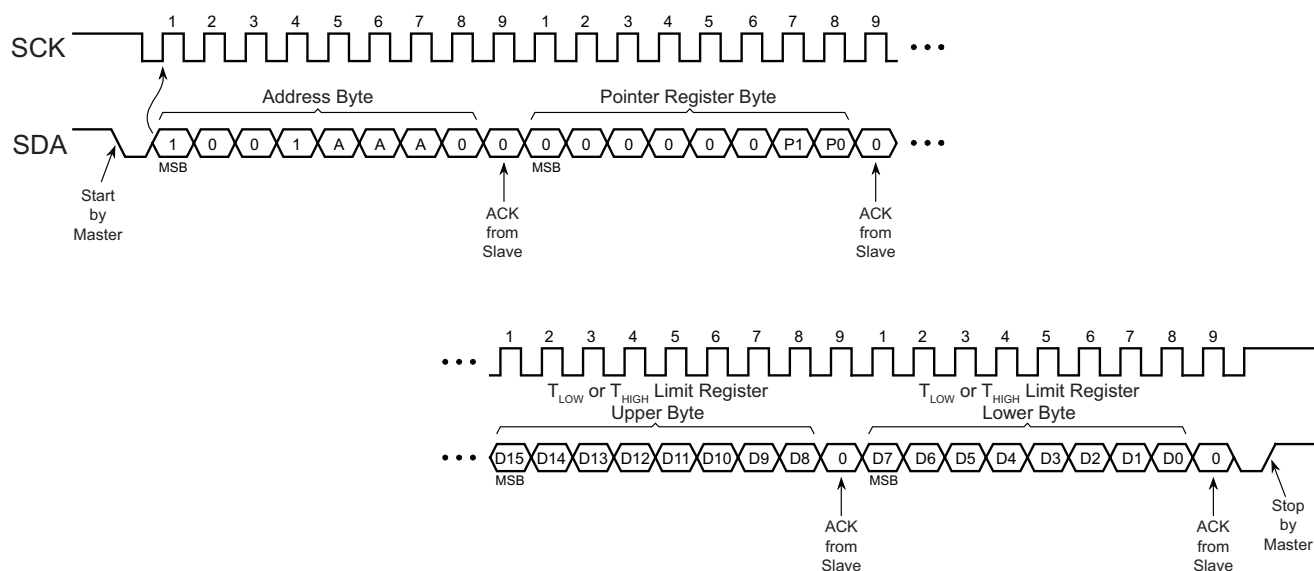 1 2 3 4 5 6 7 8 9 1 2 3 4 5 6 7 8 9
SCK
Address Byte Pointer Register Byte
SDA 1 0 0 1 A A A 0 0 0 0 0 0 0 0 P1 P0 0
MSB MSB
Start
by
Master
ACK
from
Slave
ACK
from
Slave
1 2 3 4 5 6 7 8 9 1 2 3 4 5 6 7 8 9
TLOW or THIGH Limit Register TLOW or THIGH Limit Register
Upper Byte Lower Byte
D15 D14 D13 D12 D11 D10 D9 D8 0 D7 D6 D5 D4 D3 D2 D1 D0 0
MSB MSB
ACK
from
Slave
ACK
from
Slave
Stop
by
Master